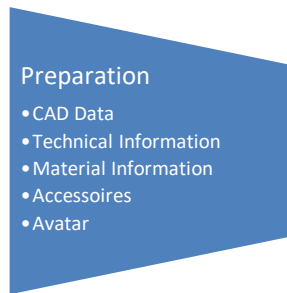 Preparation
•CAD Data
•Technical Information
•Material Information
•Accessoires
•Avatar